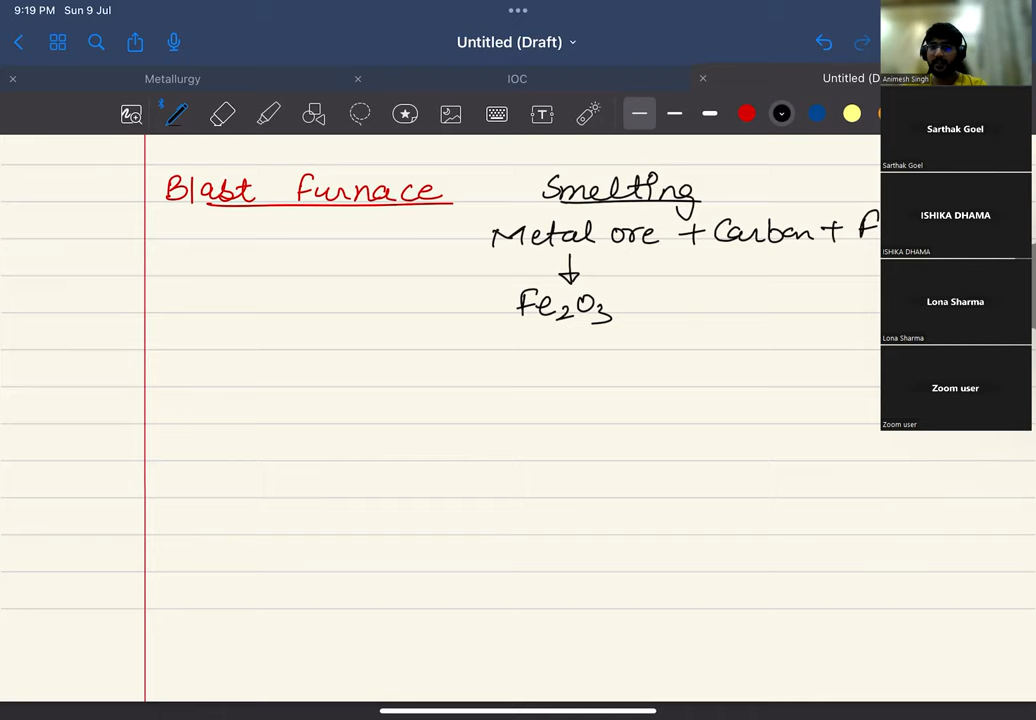 9:19 PM Sun 9 Jul
Untitled (Draft)
Metallurgy
IOC
Untitled (D
Animesh Singh
Sarthak Goel
Sarthak Goel
ISHIKA DHAMA
ISHIKA DHAMA
Lona Sharma
Lona Sharma
Zoom user
Zoom user
Blast Furnace
Smelting
Metal ore + Carbon + F
↓
Fe₂O₃